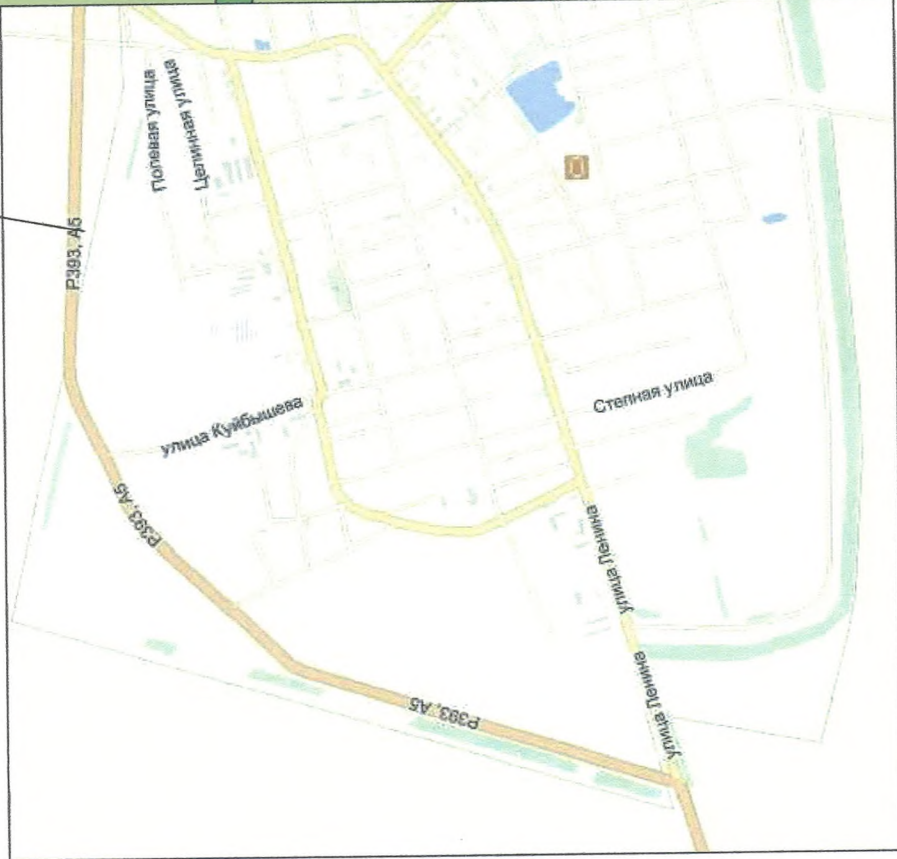 Полевая улица
Целинная улица
Р393, А5
улица Куйбышева
Степная улица
Р393, А5
улица Ленина
улица Ленина
Р393, А5